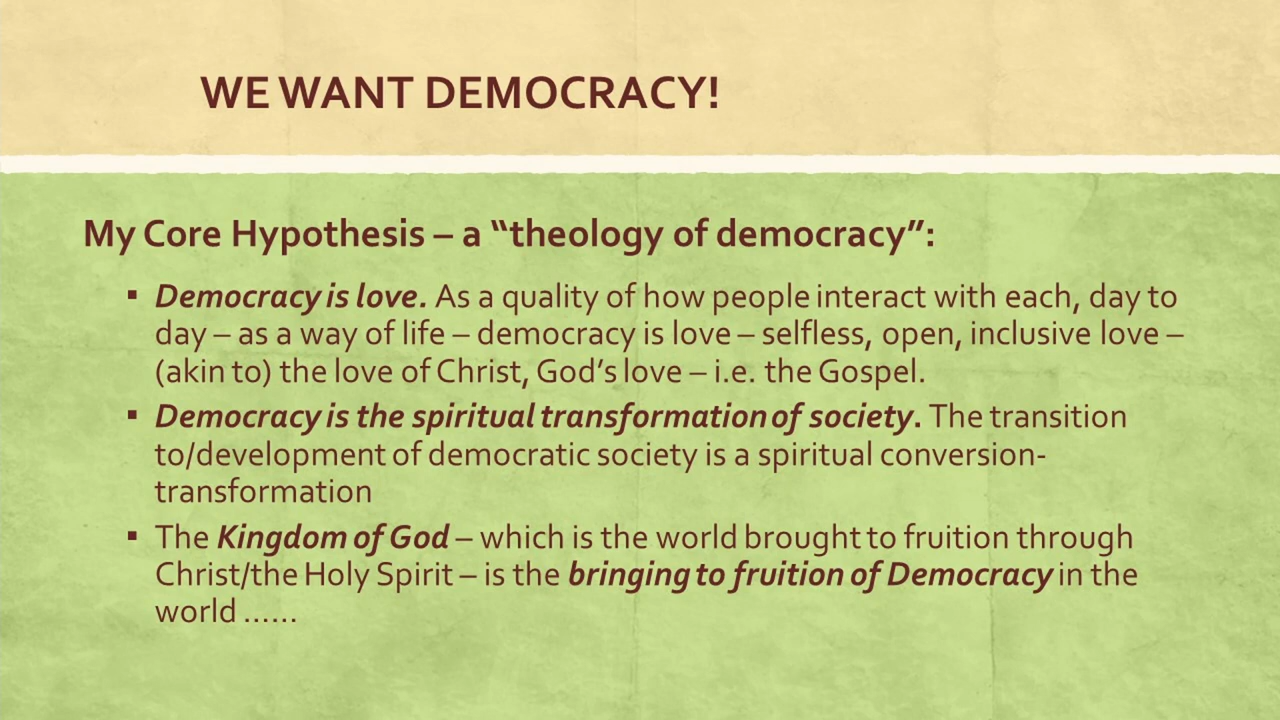 WE WANT DEMOCRACY!
My Core Hypothesis – a “theology of democracy”:
▪ Democracy is love. As a quality of how people interact with each, day to
day – as a way of life – democracy is love – selfless, open, inclusive love –
(akin to) the love of Christ, God’s love – i.e. the Gospel.
▪ Democracy is the spiritual transformation of society. The transition
to/development of democratic society is a spiritual conversion-
transformation
▪ The Kingdom of God – which is the world brought to fruition through
Christ/the Holy Spirit – is the bringing to fruition of Democracy in the
world ......